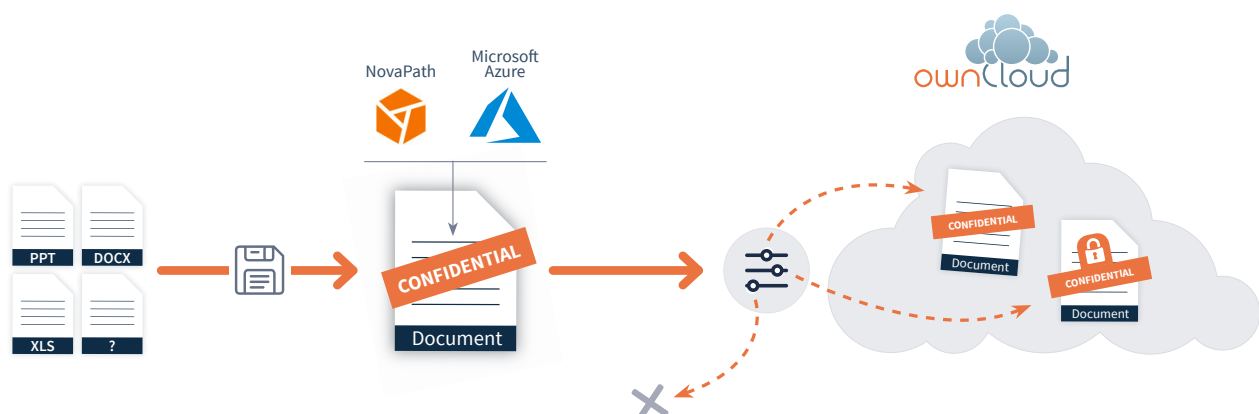 NovaPath
Microsoft
Azure
ownCloud
PPT
DOCX
XLS
?
CONFIDENTIAL
Document
CONFIDENTIAL
Document
CONFIDENTIAL
Document